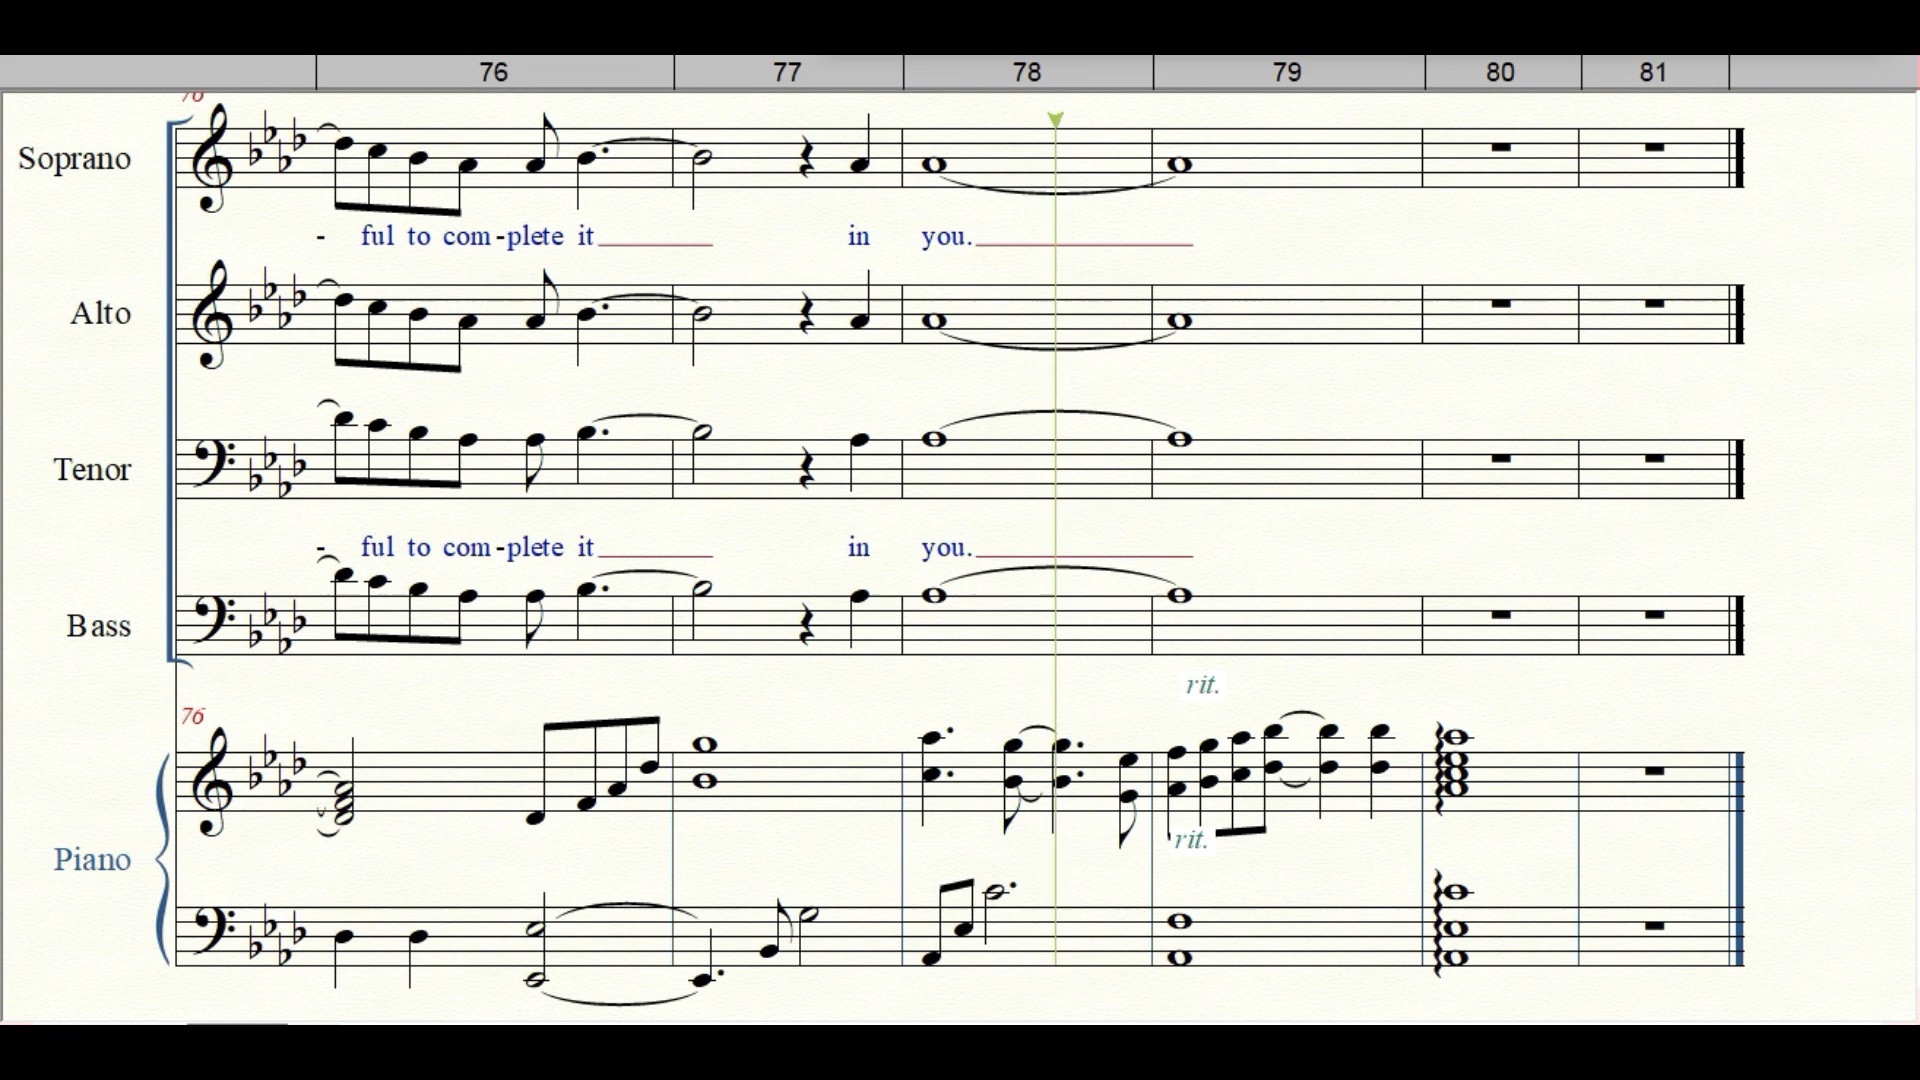 76 77 78 79 80 81
76
Soprano
- ful to com-plete it in you.
Alto
Tenor
- ful to com-plete it in you.
Bass
rit.
76
rit.
Piano